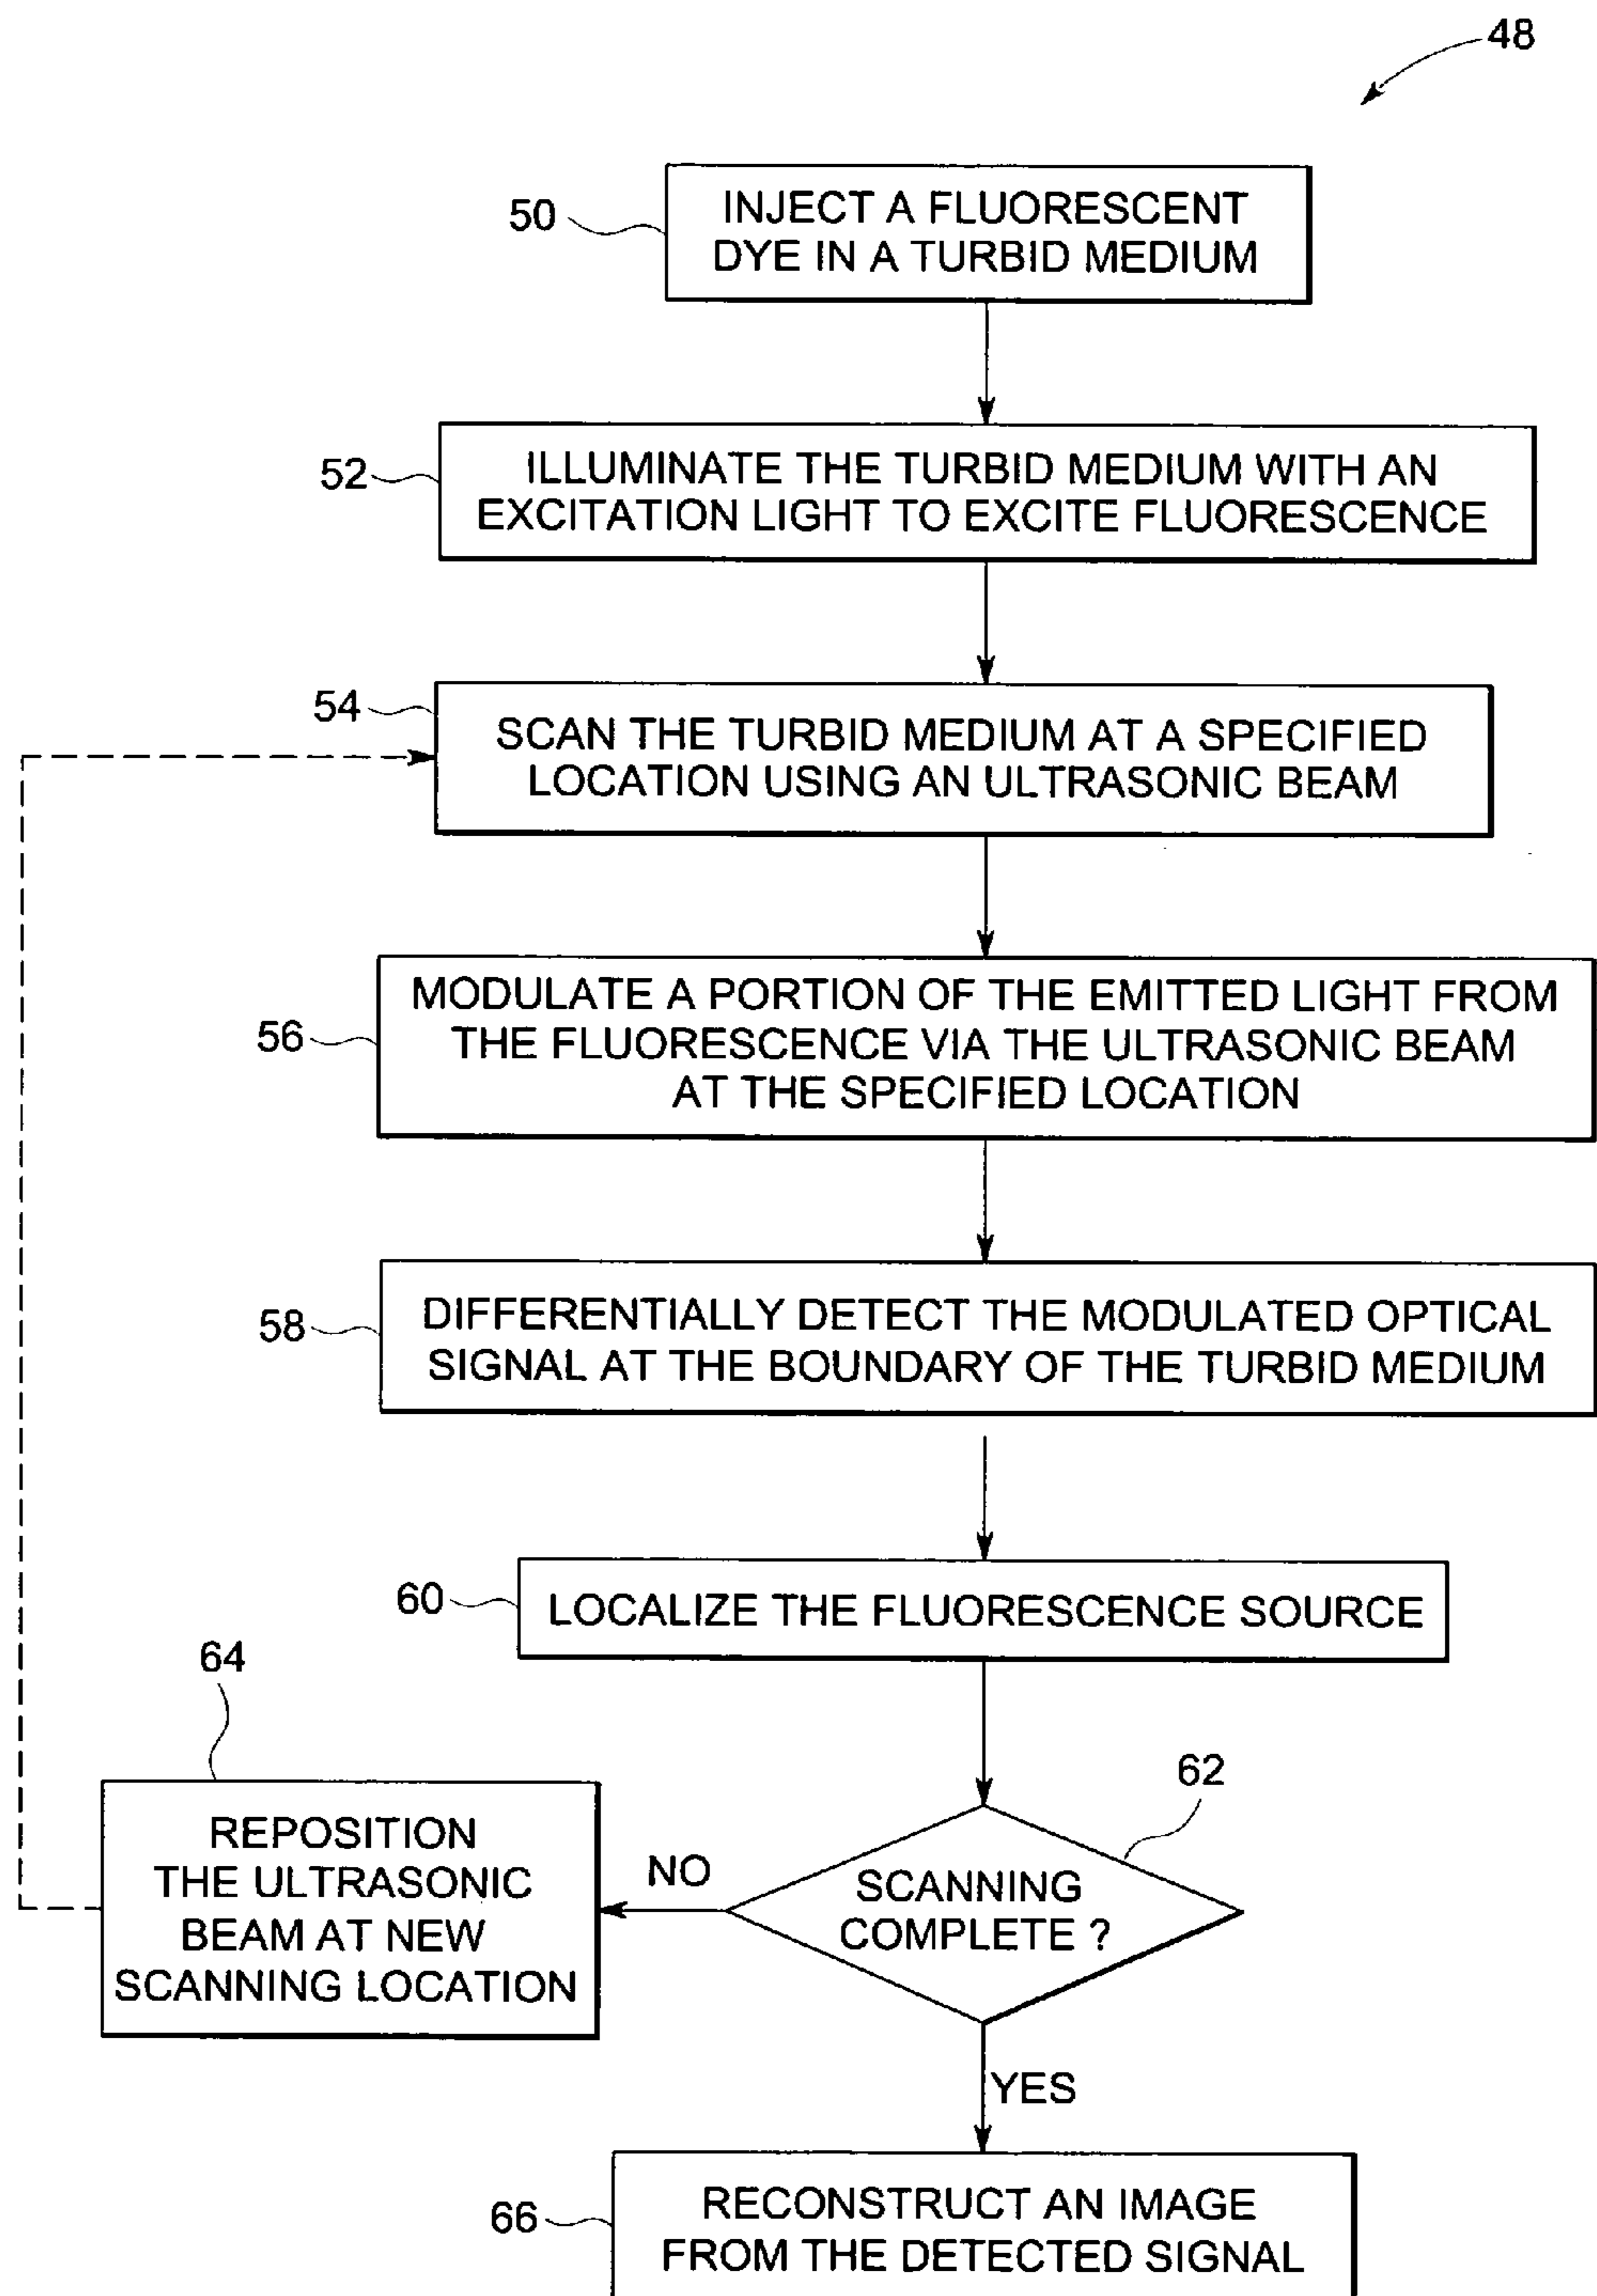 48
50
INJECT A FLUORESCENT
DYE IN A TURBID MEDIUM
52
ILLUMINATE THE TURBID MEDIUM WITH AN
EXCITATION LIGHT TO EXCITE FLUORESCENCE
54
SCAN THE TURBID MEDIUM AT A SPECIFIED
LOCATION USING AN ULTRASONIC BEAM
56
MODULATE A PORTION OF THE EMITTED LIGHT FROM
THE FLUORESCENCE VIA THE ULTRASONIC BEAM
AT THE SPECIFIED LOCATION
58
DIFFERENTIALLY DETECT THE MODULATED OPTICAL
SIGNAL AT THE BOUNDARY OF THE TURBID MEDIUM
60
LOCALIZE THE FLUORESCENCE SOURCE
64
REPOSITION
THE ULTRASONIC
BEAM AT NEW
SCANNING LOCATION
NO
62
SCANNING
COMPLETE ?
YES
66
RECONSTRUCT AN IMAGE
FROM THE DETECTED SIGNAL